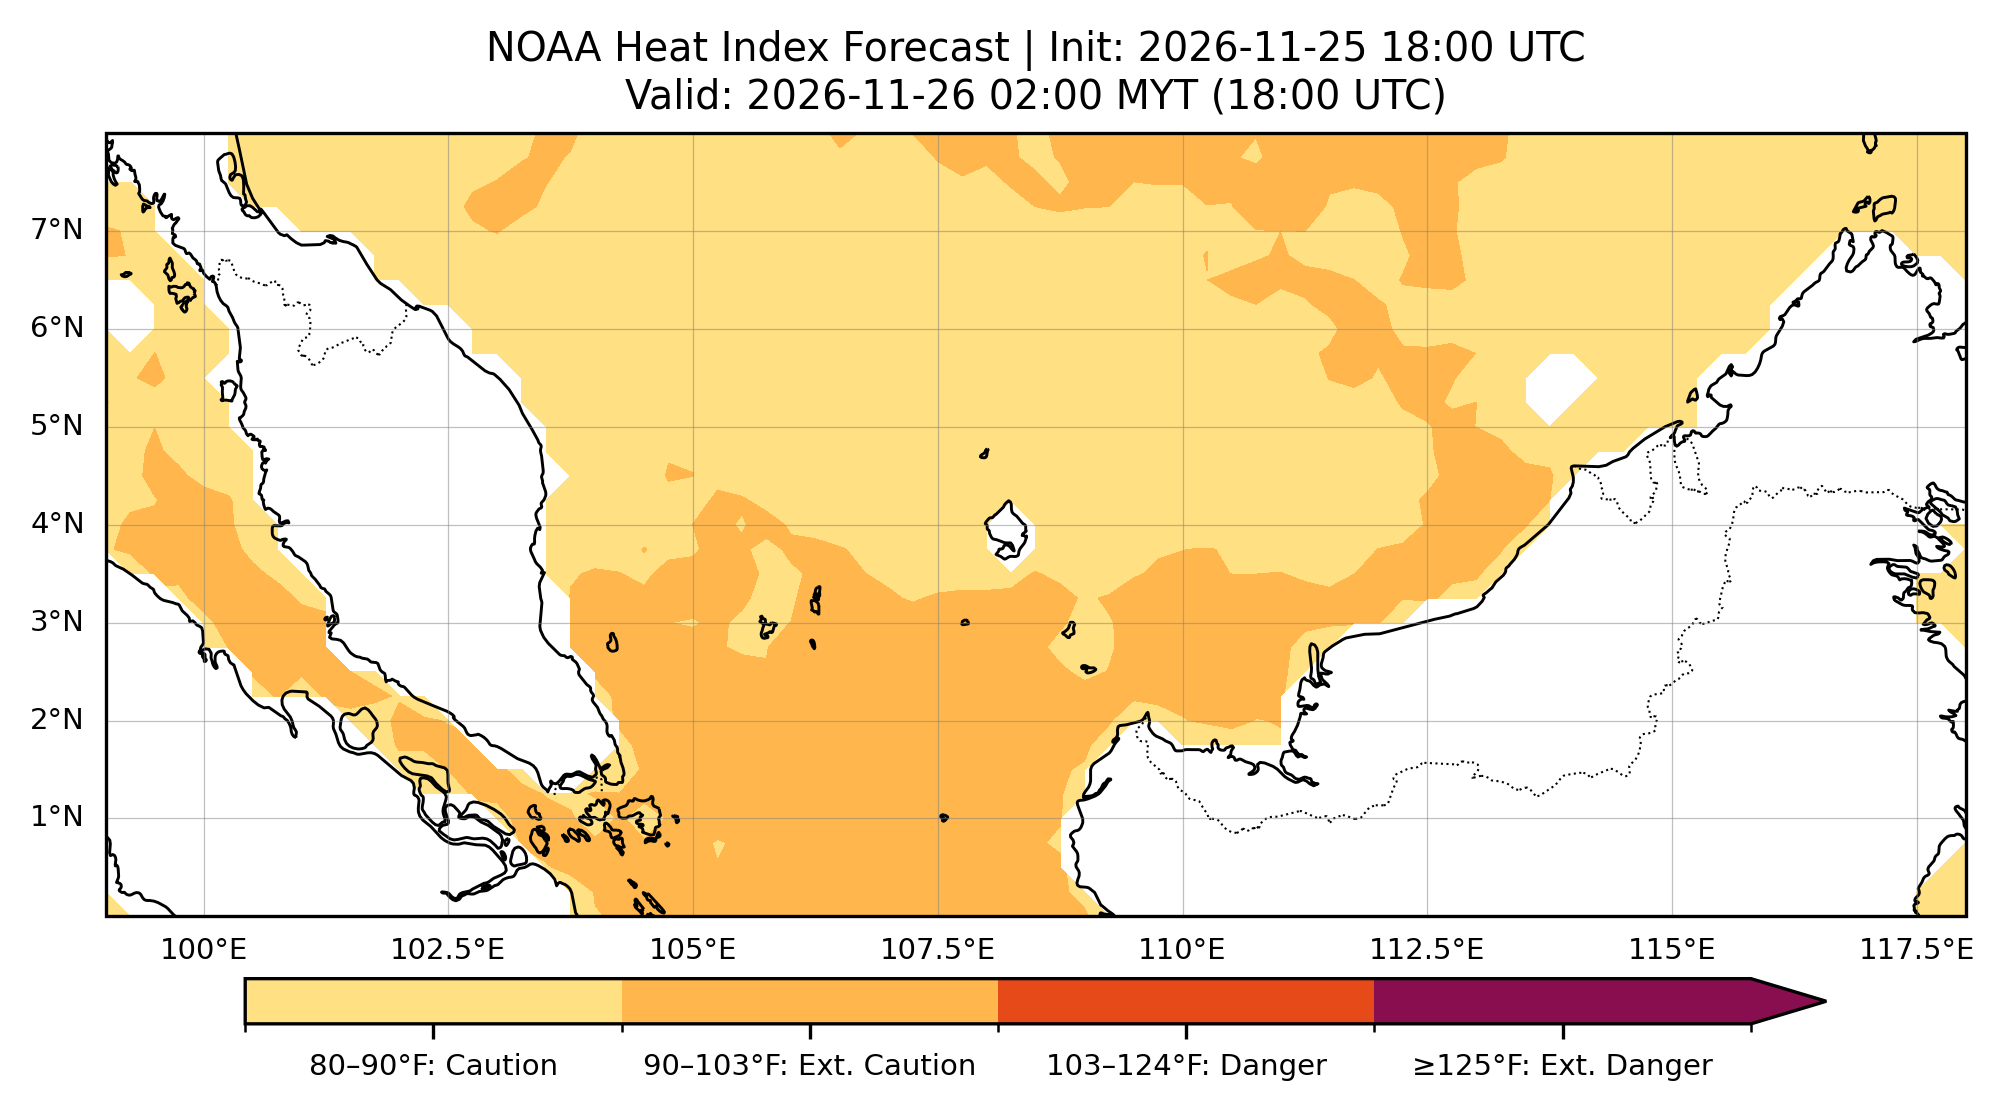 NOAA Heat Index Forecast | Init: 2026-11-25 18:00 UTC
Valid: 2026-11-26 02:00 MYT (18:00 UTC)
7°N
6°N
5°N
4°N
3°N
2°N
1°N
100°E
102.5°E
105°E
107.5°E
110°E
112.5°E
115°E
117.5°E
80–90°F: Caution
90–103°F: Ext. Caution
103–124°F: Danger
≥125°F: Ext. Danger